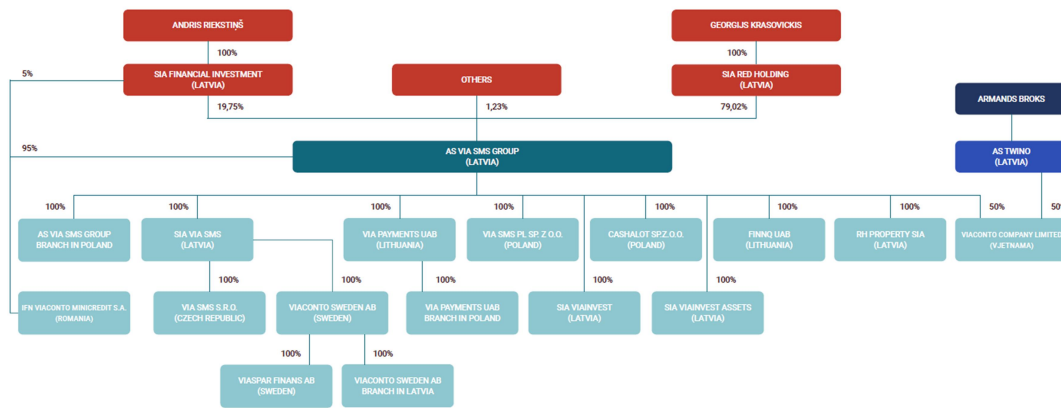 ANDRIS RIEKSTIŅŠ
GEORGIJS KRASOVICKIS
100%
100%
5%
SIA FINANCIAL INVESTMENT
(LATVIA)
OTHERS
SIA RED HOLDING
(LATVIA)
ARMANDS BROKS
19,75%
1,23%
79,02%
95%
AS VIA SMS GROUP
(LATVIA)
AS TWINO
(LATVIA)
100%
100%
100%
100%
100%
100%
100%
100%
100%
50%
50%
AS VIA SMS GROUP
BRANCH IN POLAND
SIA VIA SMS
(LATVIA)
VIA PAYMENTS UAB
(LITHUANIA)
VIA SMS PL SP. Z O.O.
(POLAND)
CASHALOT SP.Z.O.O.
(POLAND)
FINNQ UAB
(LITHUANIA)
RH PROPERTY SIA
(LATVIA)
VIACONTO COMPANY LIMITED
(VJETNAMA)
100%
100%
100%
IFN VIACONTO MINICREDIT S.A.
(ROMANIA)
VIA SMS S.R.O.
(CZECH REPUBLIC)
VIACONTO SWEDEN AB
(SWEDEN)
VIA PAYMENTS UAB
BRANCH IN POLAND
SIA VIAINVEST
(LATVIA)
SIA VIAINVEST ASSETS
(LATVIA)
100%
100%
VIASPAR FINANS AB
(SWEDEN)
VIACONTO SWEDEN AB
BRANCH IN LATVIA